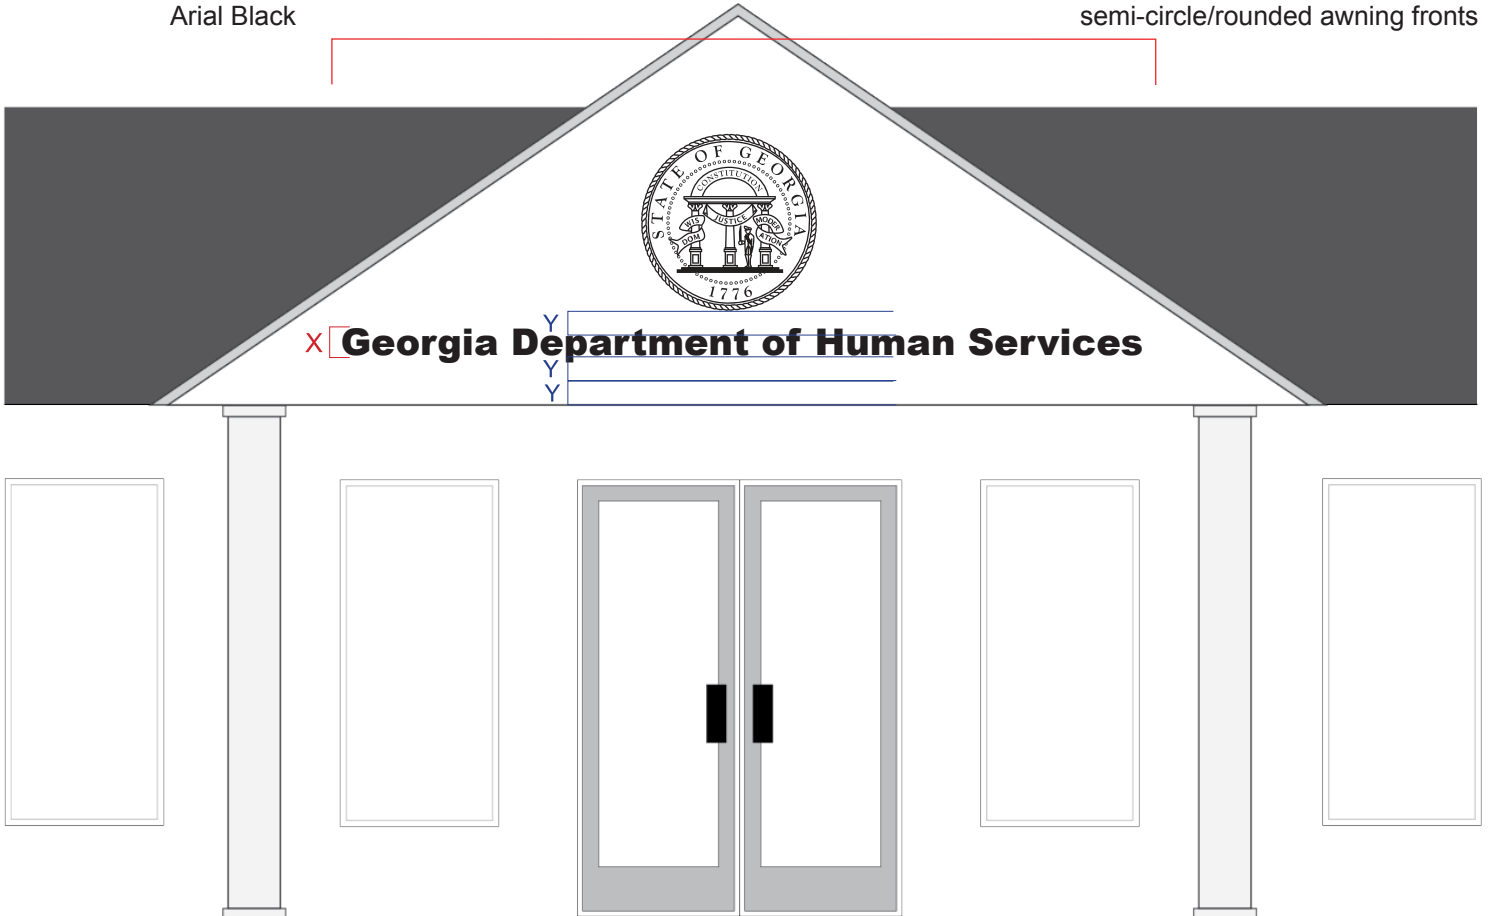 Arial Black
semi-circle/rounded awning fronts
STATE OF GEORGIA
CONSTITUTION
WIS
DOM
JUSTICE
MODER
ATION
1776
X
Georgia Department of Human Services
Y
Y
Y